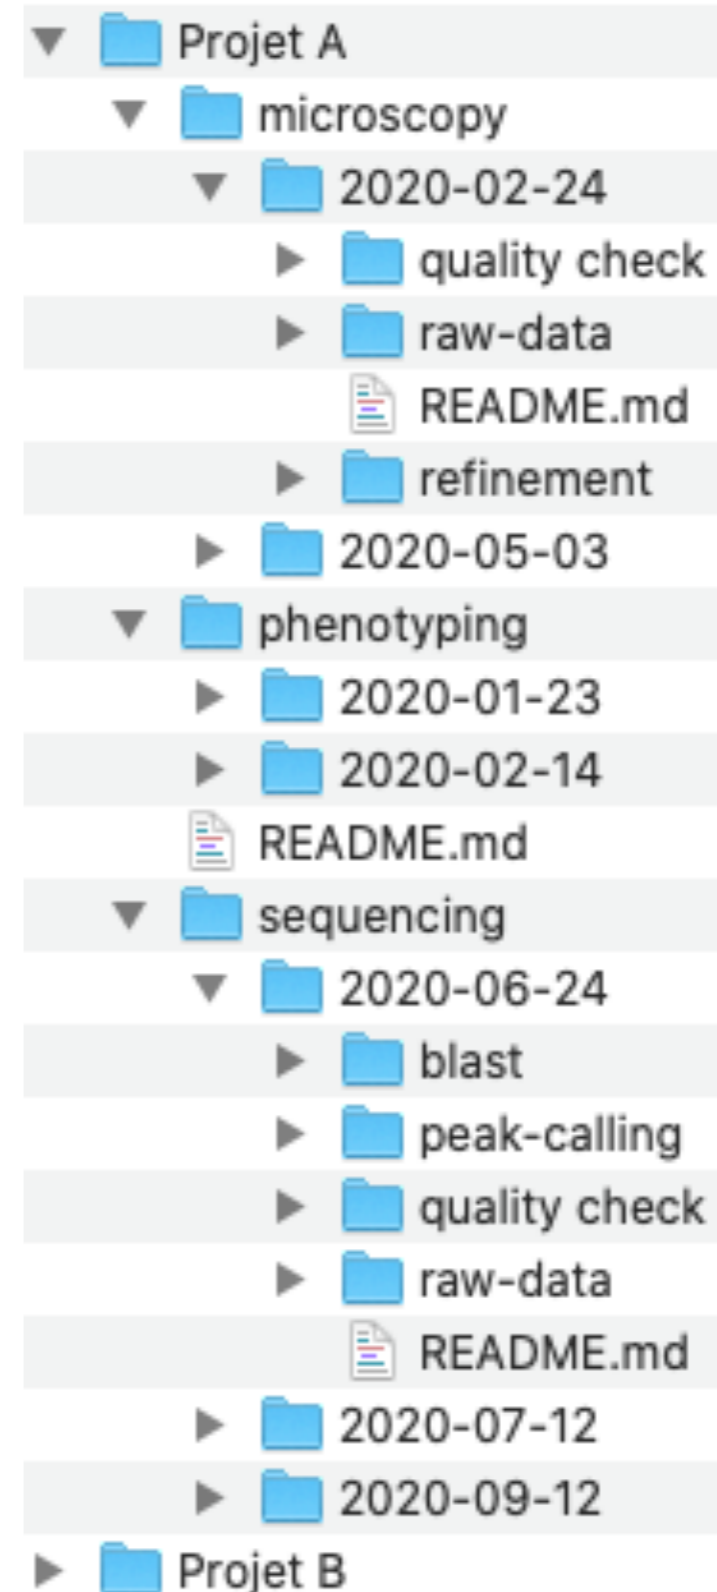 Projet A
microscopy
2020-02-24
quality check
raw-data
README.md
refinement
2020-05-03
phenotyping
2020-01-23
2020-02-14
README.md
sequencing
2020-06-24
blast
peak-calling
quality check
raw-data
README.md
2020-07-12
2020-09-12
Projet B